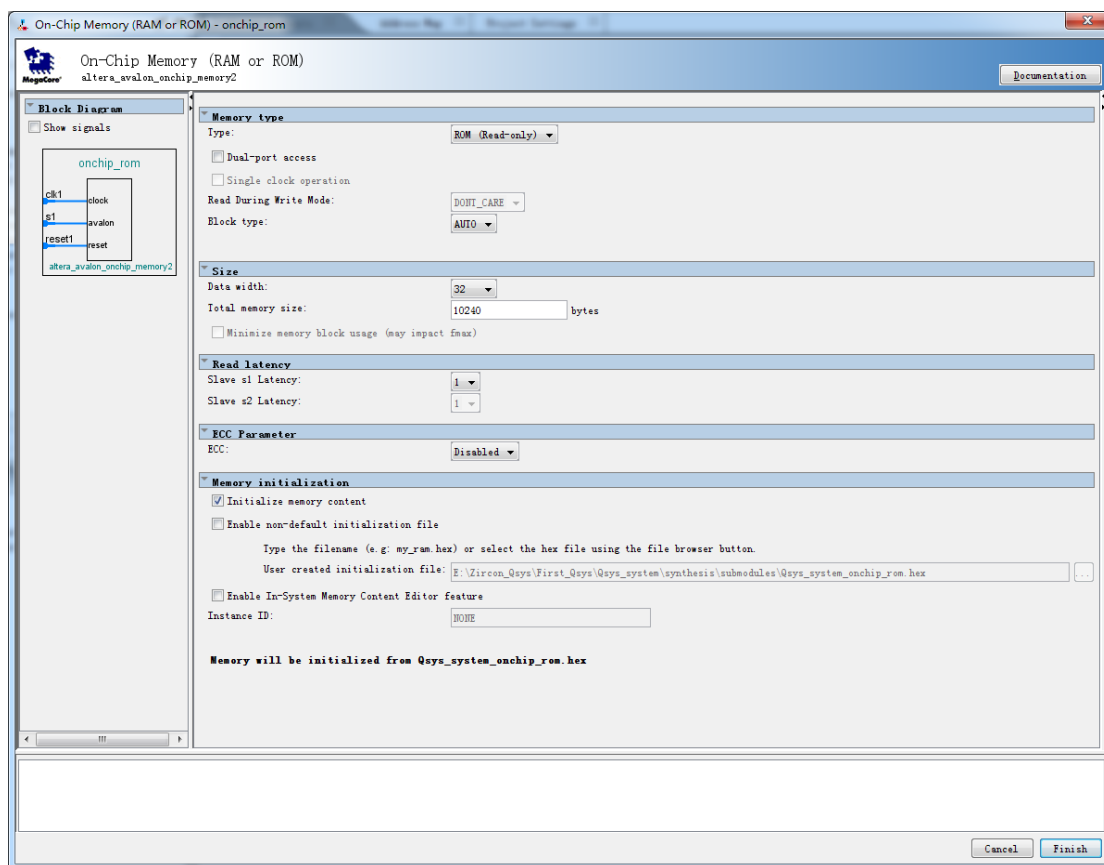 On-Chip Memory (RAM or ROM) - onchip_rom
Address Map
Project Settings
MegaCore'
On-Chip Memory (RAM or ROM)
altera_avalon_onchip_memory2
Documentation
Block Diagram
Show signals
onchip_rom
clk1
clock
s1
avalon
reset1
reset
altera_avalon_onchip_memory2
Memory type
Type: ROM (Read-only)
Dual-port access
Single clock operation
Read During Write Mode: DONT_CARE
Block type: AUTO
Size
Data width: 32
Total memory size: 10240 bytes
Minimize memory block usage (may impact fmax)
Read latency
Slave s1 Latency: 1
Slave s2 Latency: 1
ECC Parameter
ECC: Disabled
Memory initialization
Initialize memory content
Enable non-default initialization file
Type the filename (e.g: my_ram.hex) or select the hex file using the file browser button.
User created initialization file: E:\Zircon_Qsys\First_Qsys\Qsys_system\synthesis\submodules\Qsys_system_onchip_rom.hex ...
Enable In-System Memory Content Editor feature
Instance ID: NONE
Memory will be initialized from Qsys_system_onchip_rom.hex
Cancel Finish